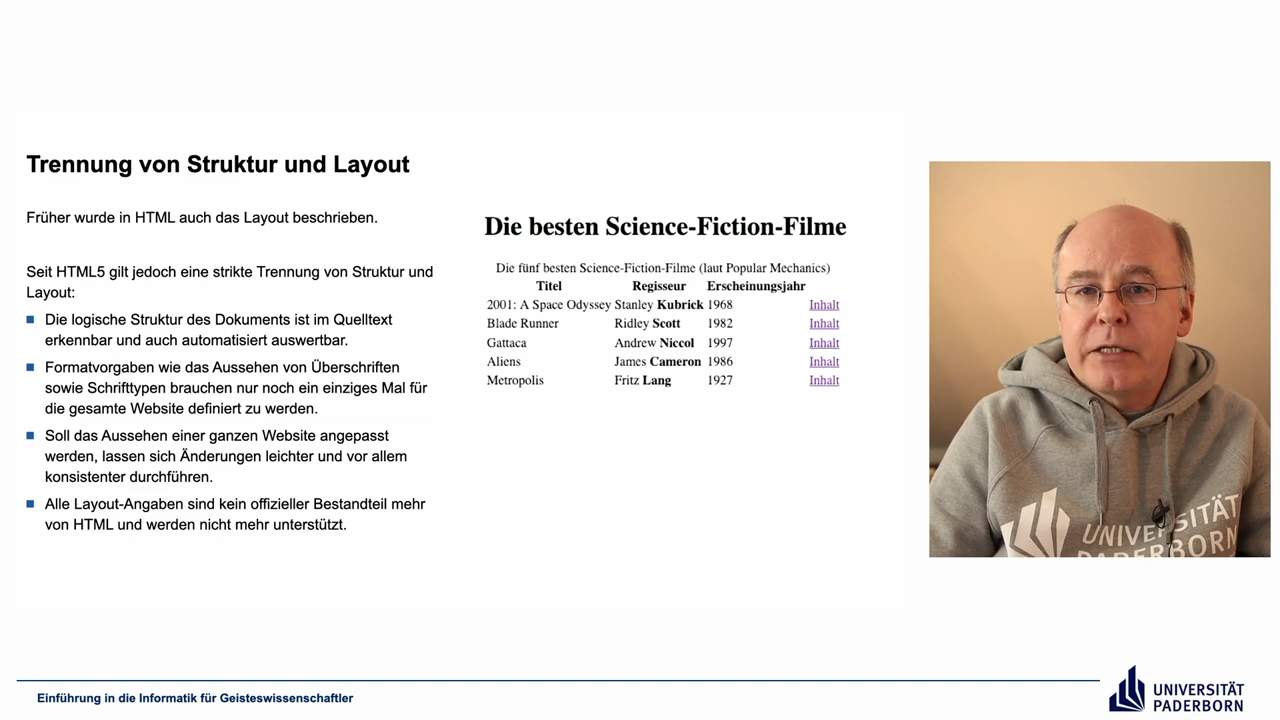 Trennung von Struktur und Layout
Früher wurde in HTML auch das Layout beschrieben.
Seit HTML5 gilt jedoch eine strikte Trennung von Struktur und
Layout:
Die logische Struktur des Dokuments ist im Quelltext
erkennbar und auch automatisiert auswertbar.
Formatvorgaben wie das Aussehen von Überschriften
sowie Schrifttypen brauchen nur noch ein einziges Mal für
die gesamte Website definiert zu werden.
Soll das Aussehen einer ganzen Website angepasst
werden, lassen sich Änderungen leichter und vor allem
konsistenter durchführen.
Alle Layout-Angaben sind kein offizieller Bestandteil mehr
von HTML und werden nicht mehr unterstützt.
Die besten Science-Fiction-Filme
Die fünf besten Science-Fiction-Filme (laut Popular Mechanics)
Titel Regisseur Erscheinungsjahr
2001: A Space Odyssey Stanley Kubrick 1968 Inhalt
Blade Runner Ridley Scott 1982 Inhalt
Gattaca Andrew Niccol 1997 Inhalt
Aliens James Cameron 1986 Inhalt
Metropolis Fritz Lang 1927 Inhalt
UNIVERSITÄT
PADERBORN
Einführung in die Informatik für Geisteswissenschaftler
UNIVERSITÄT
PADERBORN